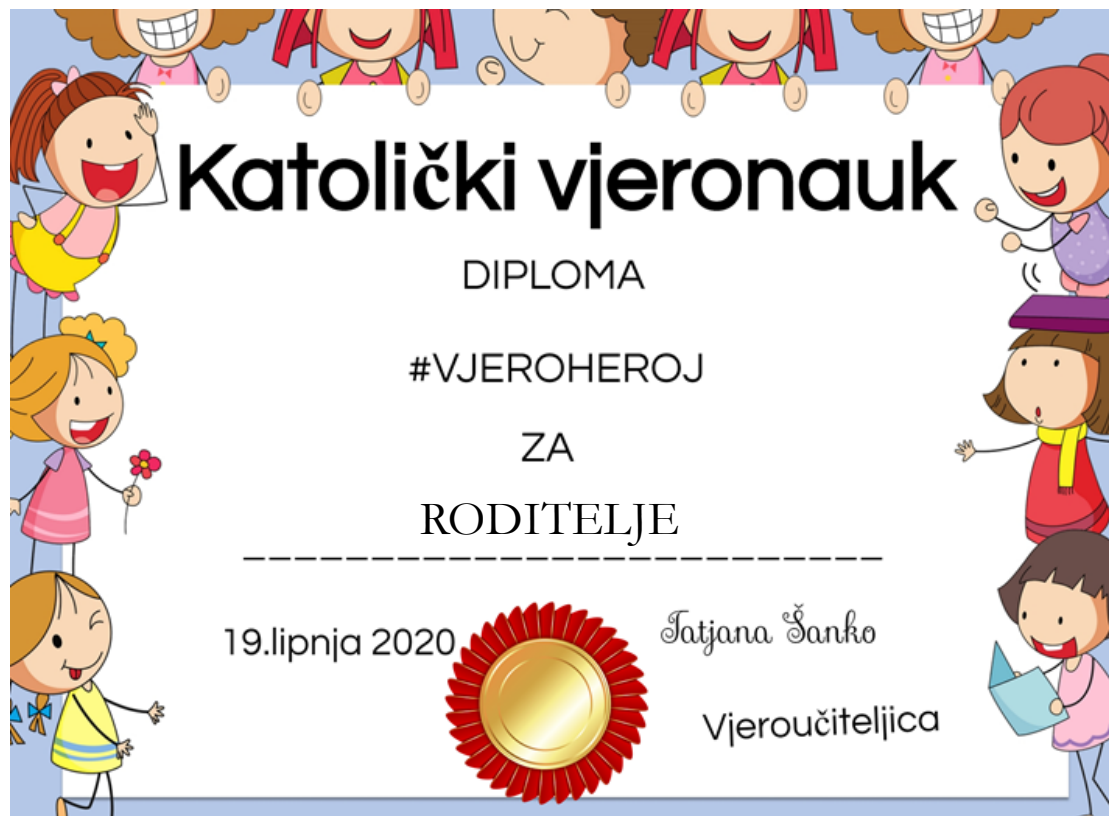 Katolički vjeronauk
DIPLOMA
#VJEROHEROJ
ZA
RODITELJE
19.lipnja 2020
Tatjana Šanko
Vjeroučiteljica